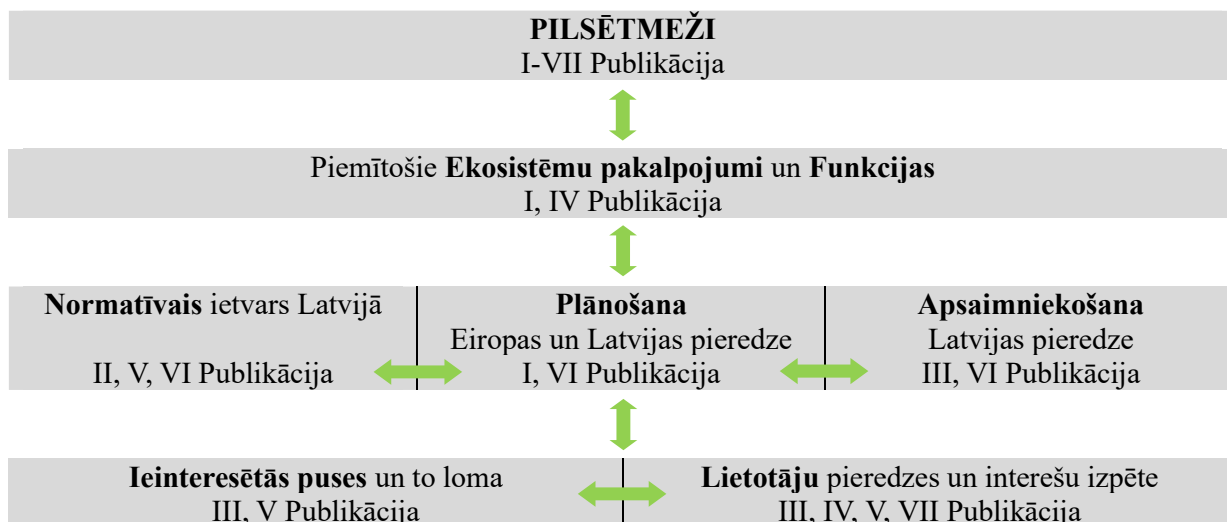 PILSĒTMEŽI
I-VII Publikācija
Piemītošie Ekosistēmu pakalpojumi un Funkcijas
I, IV Publikācija
Normatīvais ietvars Latvijā
II, V, VI Publikācija
Plānošana
Eiropas un Latvijas pieredze
I, VI Publikācija
Apsaimniekošana
Latvijas pieredze
III, VI Publikācija
Ieinteresētās puses un to loma
III, V Publikācija
Lietotāju pieredzes un interešu izpēte
III, IV, V, VII Publikācija